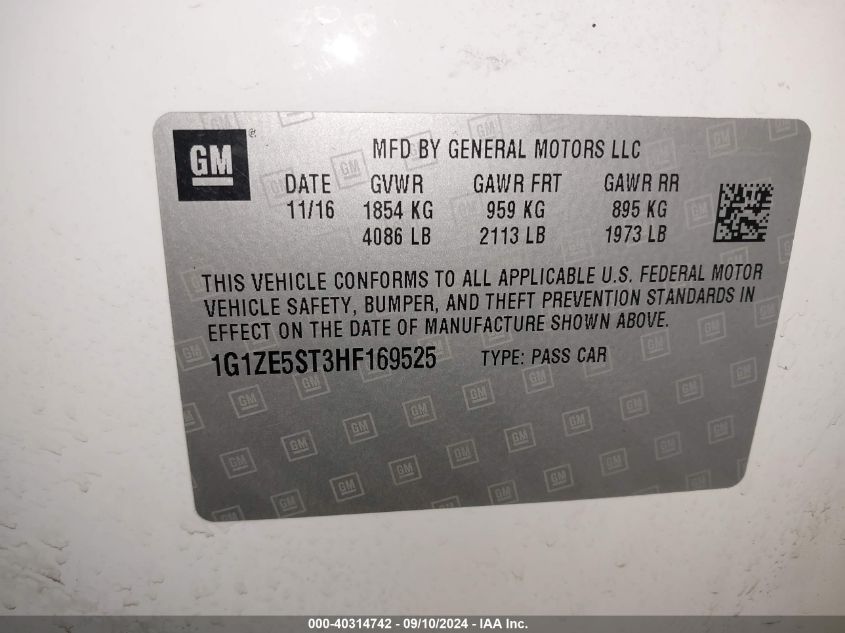 GM ®
MFD BY GENERAL MOTORS LLC
DATE GVWR GAWR FRT GAWR RR
11/16 1854 KG 959 KG 895 KG
4086 LB 2113 LB 1973 LB
THIS VEHICLE CONFORMS TO ALL APPLICABLE U.S. FEDERAL MOTOR
VEHICLE SAFETY, BUMPER, AND THEFT PREVENTION STANDARDS IN
EFFECT ON THE DATE OF MANUFACTURE SHOWN ABOVE.
1G1ZE5ST3HF169525 TYPE: PASS CAR
000-40314742 - 09/10/2024 - IAA Inc.